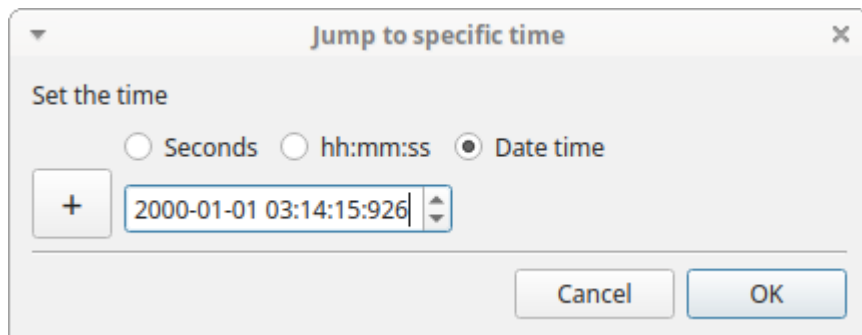 Jump to specific time
Set the time
Seconds hh:mm:ss Date time
+ 2000-01-01 03:14:15:926
Cancel OK